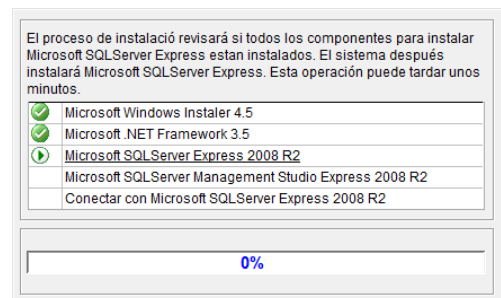 El proceso de instalació revisará si todos los componentes para instalar
Microsoft SQLServer Express estan instalados. El sistema después
instalará Microsoft SQLServer Express. Esta operación puede tardar unos
minutos.
Microsoft Windows Instaler 4.5
Microsoft .NET Framework 3.5
Microsoft SQLServer Express 2008 R2
Microsoft SQLServer Management Studio Express 2008 R2
Conectar con Microsoft SQLServer Express 2008 R2
0%